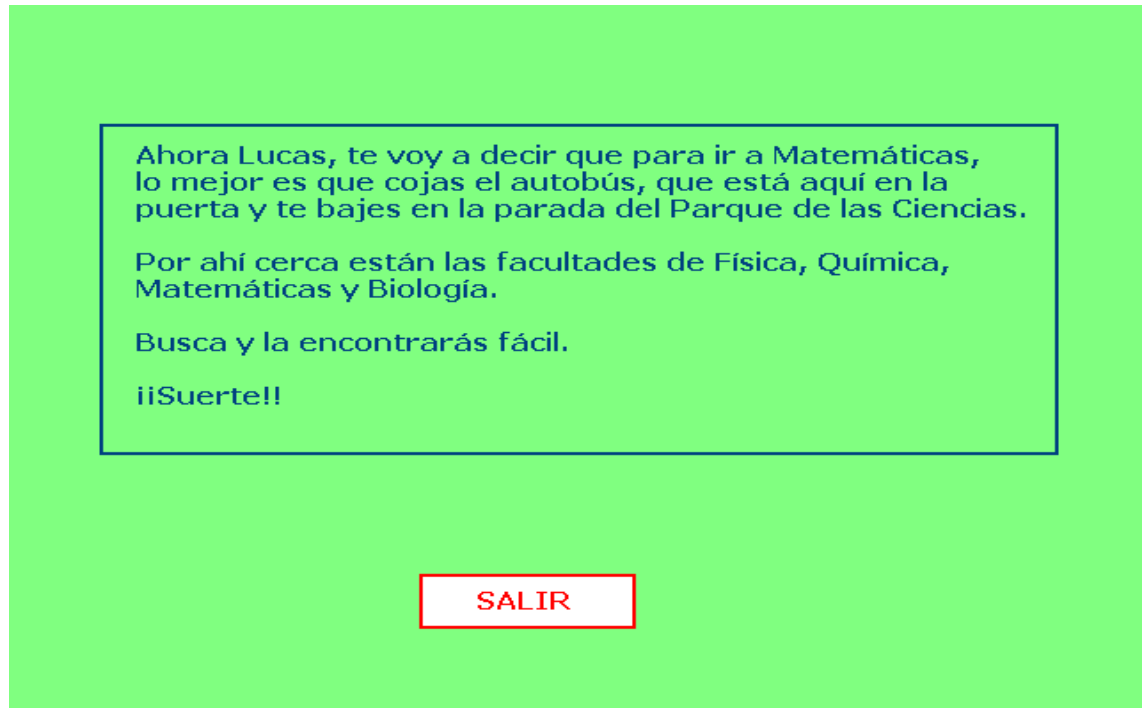 Ahora Lucas, te voy a decir que para ir a Matemáticas,
lo mejor es que cojas el autobús, que está aquí en la
puerta y te bajes en la parada del Parque de las Ciencias.
Por ahí cerca están las facultades de Física, Química,
Matemáticas y Biología.
Busca y la encontrarás fácil.
¡¡Suerte!!
SALIR